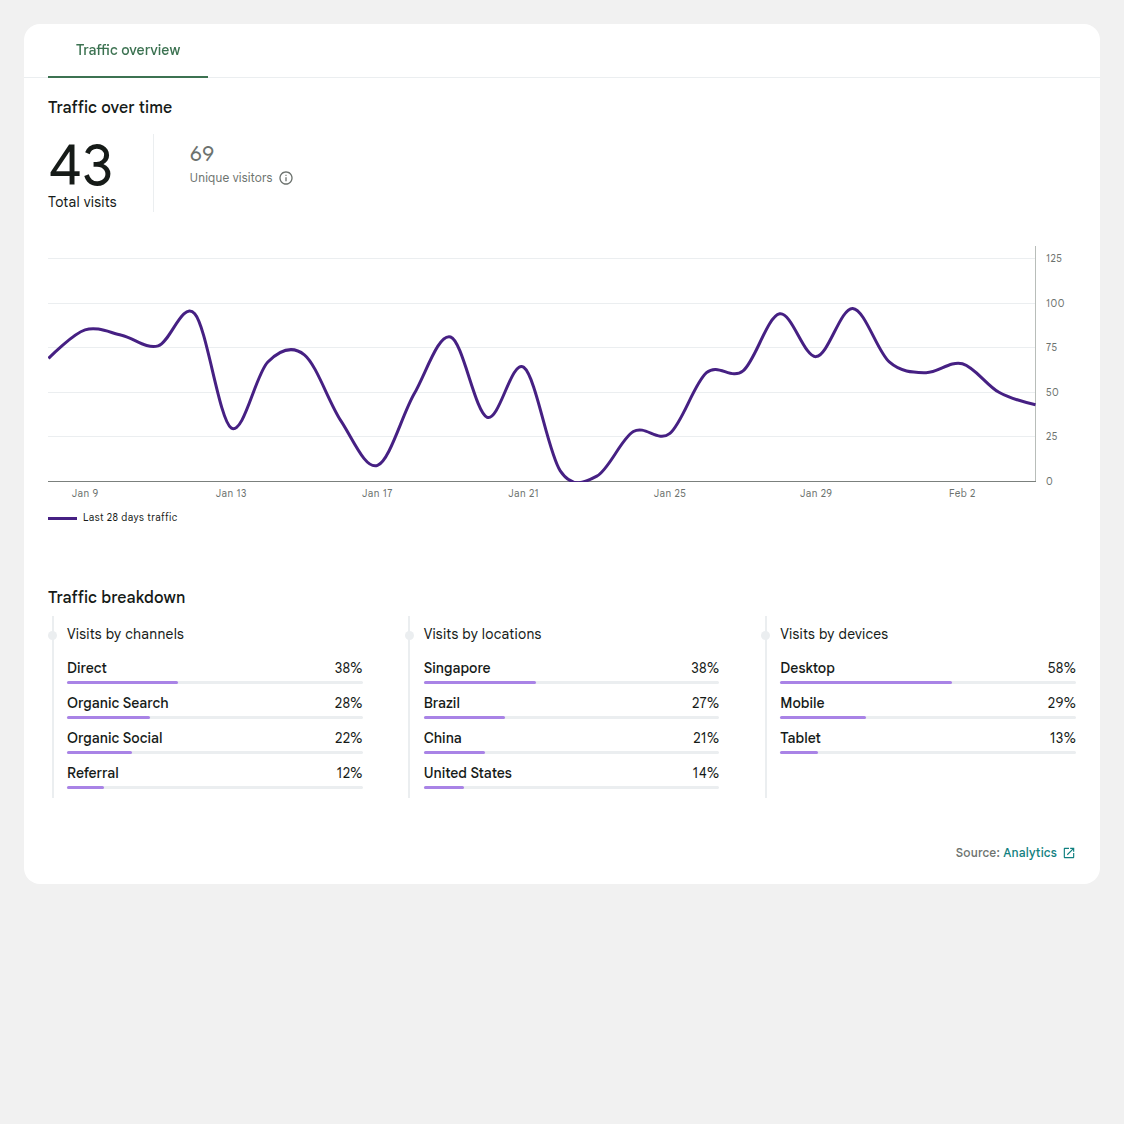 Traffic overview
Traffic over time
43
Total visits
69
Unique visitors
125
100
75
50
25
0
Jan 9 Jan 13 Jan 17 Jan 21 Jan 25 Jan 29 Feb 2
Last 28 days traffic
Traffic breakdown
Visits by channels
Direct 38%
Organic Search 28%
Organic Social 22%
Referral 12%
Visits by locations
Singapore 38%
Brazil 27%
China 21%
United States 14%
Visits by devices
Desktop 58%
Mobile 29%
Tablet 13%
Source: Analytics